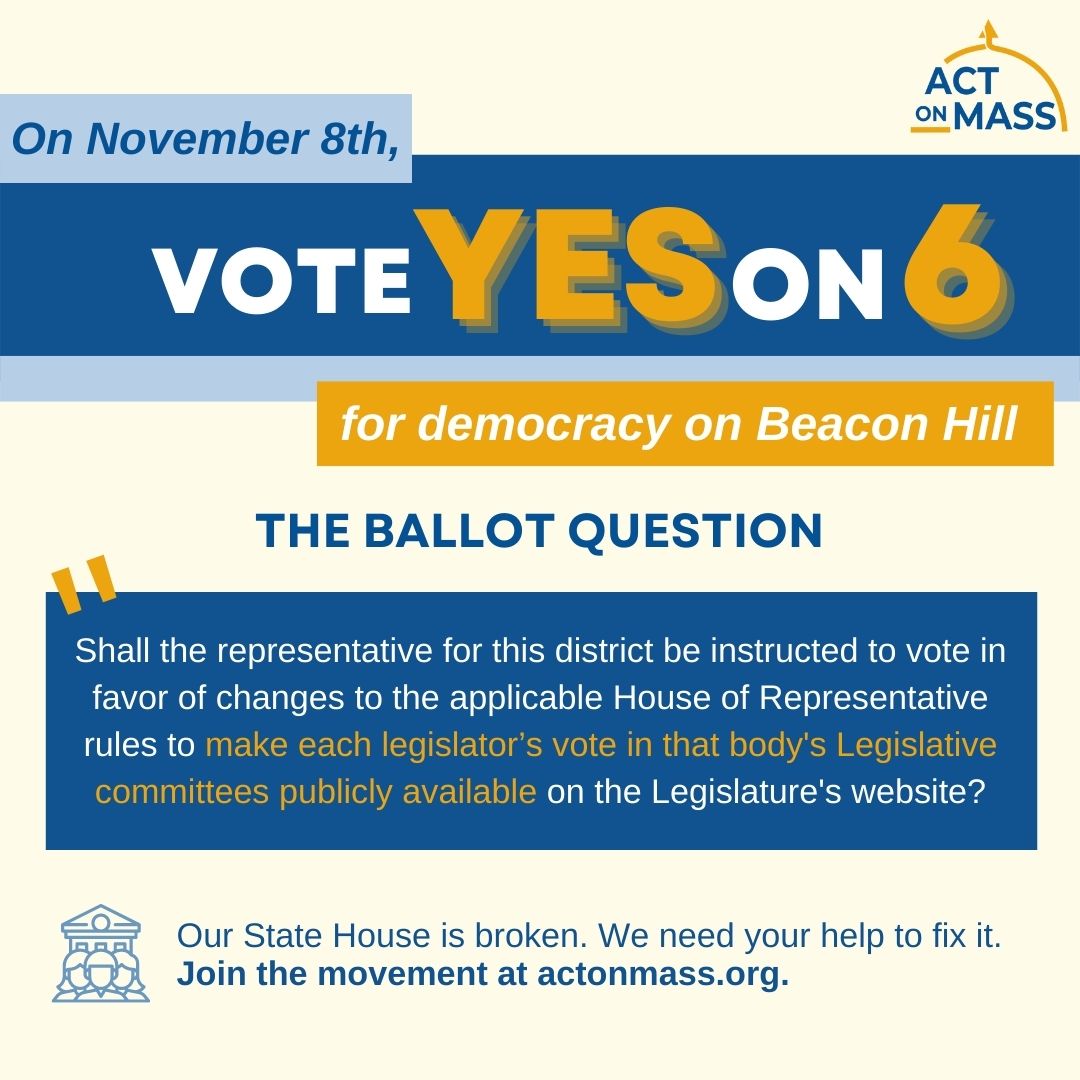 ACT
ON MASS
On November 8th,
VOTE YES ON 6
for democracy on Beacon Hill
THE BALLOT QUESTION
"
Shall the representative for this district be instructed to vote in
favor of changes to the applicable House of Representative
rules to make each legislator’s vote in that body's Legislative
committees publicly available on the Legislature's website?
Our State House is broken. We need your help to fix it.
Join the movement at actonmass.org.